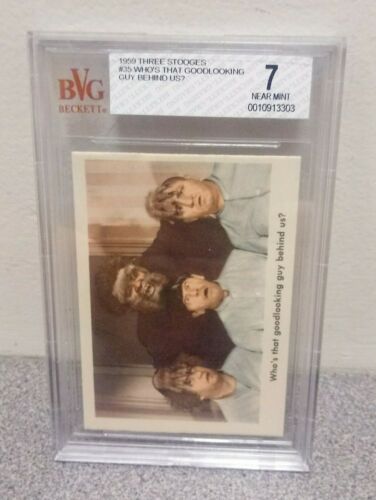 BVG
BECKETT®
1959 THREE STOOGES
#35 WHO'S THAT GOODLOOKING
GUY BEHIND US?
7
NEAR MINT
0010913303
Who's that goodlooking guy behind us?